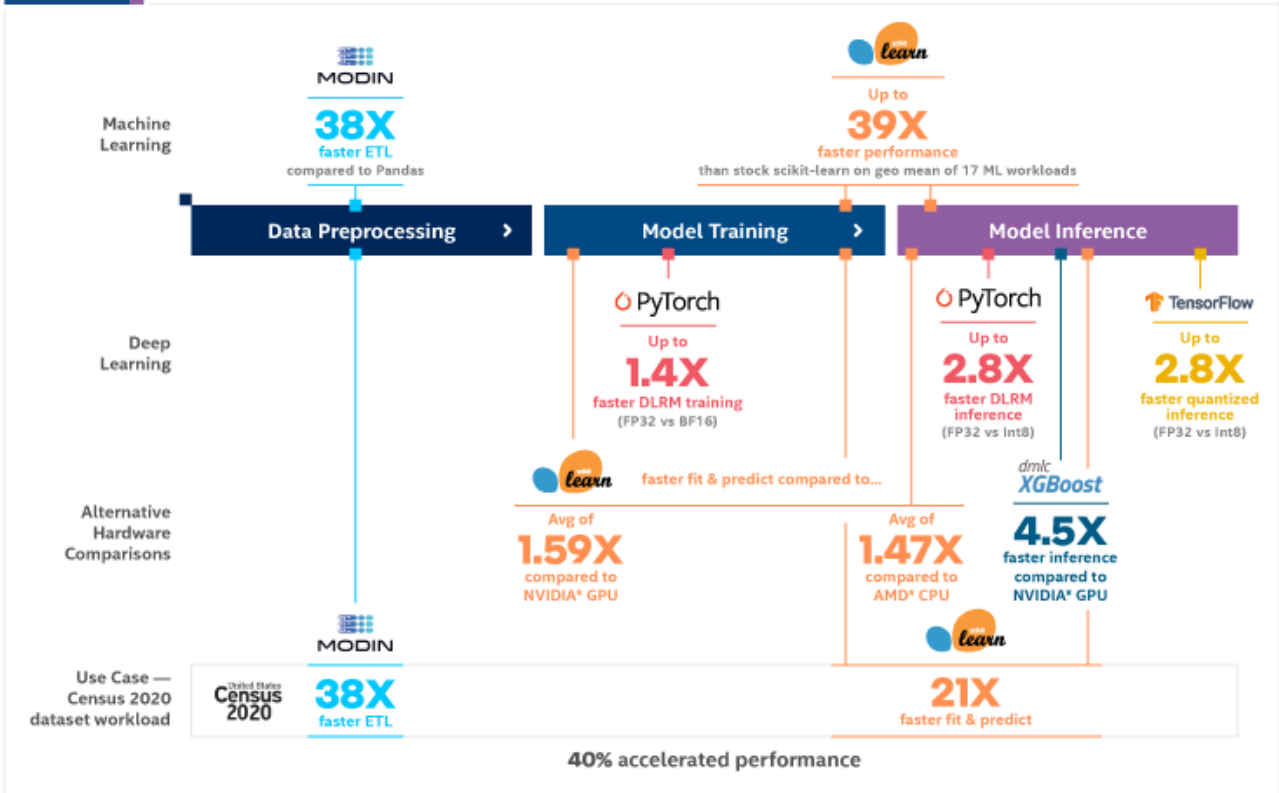 MODIN
38X
faster ETL
compared to Pandas
scikit
learn
Up to
39X
faster performance
than stock scikit-learn on geo mean of 17 ML workloads
Machine
Learning
Data Preprocessing
Model Training
Model Inference
Deep
Learning
PyTorch
Up to
1.4X
faster DLRM training
(FP32 vs BF16)
PyTorch
Up to
2.8X
faster DLRM
inference
(FP32 vs Int8)
TensorFlow
Up to
2.8X
faster quantized
inference
(FP32 vs Int8)
Alternative
Hardware
Comparisons
learn
faster fit & predict compared to...
Avg of
1.59X
compared to
NVIDIA* GPU
Avg of
1.47X
compared to
AMD* CPU
dmlc
XGBoost
4.5X
faster inference
compared to
NVIDIA* GPU
Use Case —
Census 2020
dataset workload
United States
Census
2020
MODIN
38X
faster ETL
learn
21X
faster fit & predict
40% accelerated performance